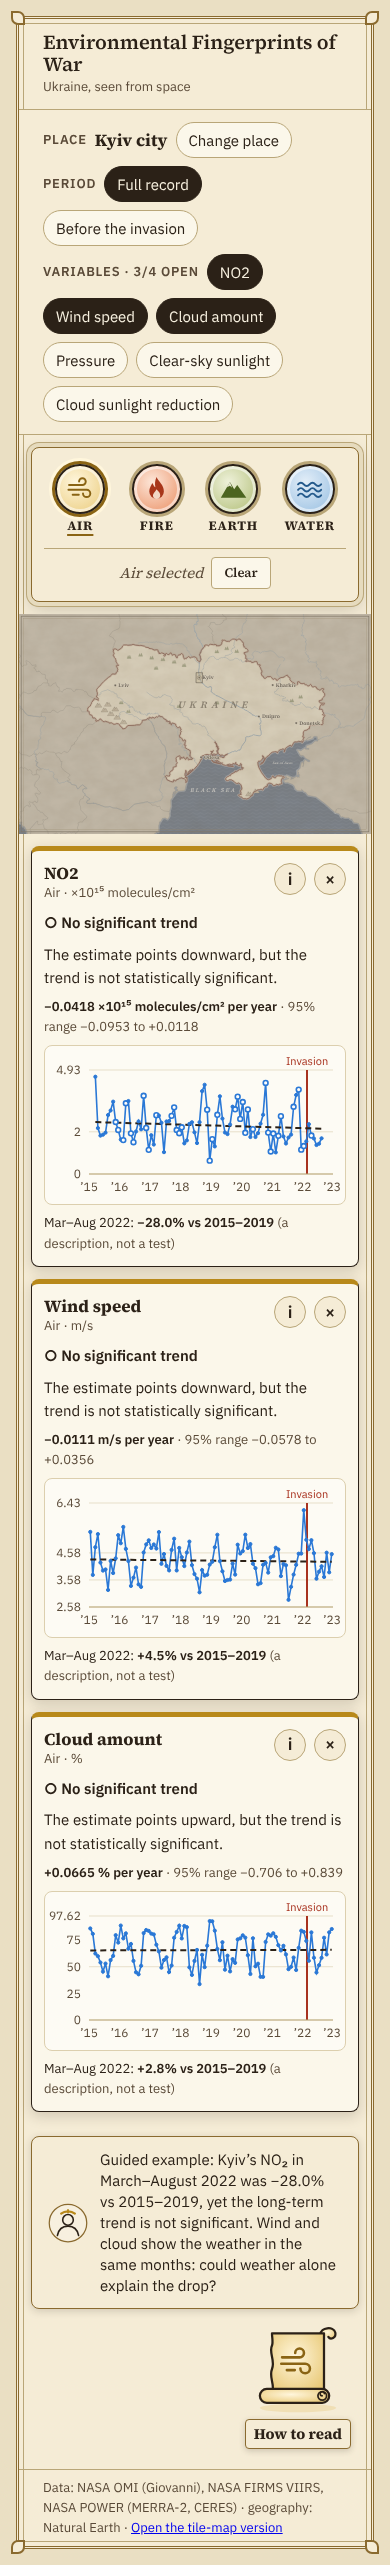 Environmental Fingerprints of
War
Ukraine, seen from space
PLACE Kyiv city Change place
PERIOD Full record
Before the invasion
VARIABLES · 3/4 OPEN NO2
Wind speed Cloud amount
Pressure Clear-sky sunlight
Cloud sunlight reduction
AIR FIRE EARTH WATER
Air selected Clear
Kyiv
Lviv
Kharkiv
UKRAINE
Dnipro
Donetsk
BLACK SEA
NO2 i ×
Air · ×10¹⁵ molecules/cm²
No significant trend
The estimate points downward, but the
trend is not statistically significant.
−0.0418 ×10¹⁵ molecules/cm² per year · 95%
range −0.0953 to +0.0118
Invasion
4.93
2
0
’15 ’16 ’17 ’18 ’19 ’20 ’21 ’22 ’23
Mar–Aug 2022: −28.0% vs 2015–2019 (a
description, not a test)
Wind speed i ×
Air · m/s
No significant trend
The estimate points downward, but the
trend is not statistically significant.
−0.0111 m/s per year · 95% range −0.0578 to
+0.0356
Invasion
6.43
4.58
3.58
2.58
’15 ’16 ’17 ’18 ’19 ’20 ’21 ’22 ’23
Mar–Aug 2022: +4.5% vs 2015–2019 (a
description, not a test)
Cloud amount i ×
Air · %
No significant trend
The estimate points upward, but the trend is
not statistically significant.
+0.0665 % per year · 95% range −0.706 to +0.839
Invasion
97.62
75
50
25
0
’15 ’16 ’17 ’18 ’19 ’20 ’21 ’22 ’23
Mar–Aug 2022: +2.8% vs 2015–2019 (a
description, not a test)
Guided example: Kyiv’s NO₂ in
March–August 2022 was −28.0%
vs 2015–2019, yet the long-term
trend is not significant. Wind and
cloud show the weather in the
same months: could weather alone
explain the drop?
How to read
Data: NASA OMI (Giovanni), NASA FIRMS VIIRS,
NASA POWER (MERRA-2, CERES) · geography:
Natural Earth · Open the tile-map version